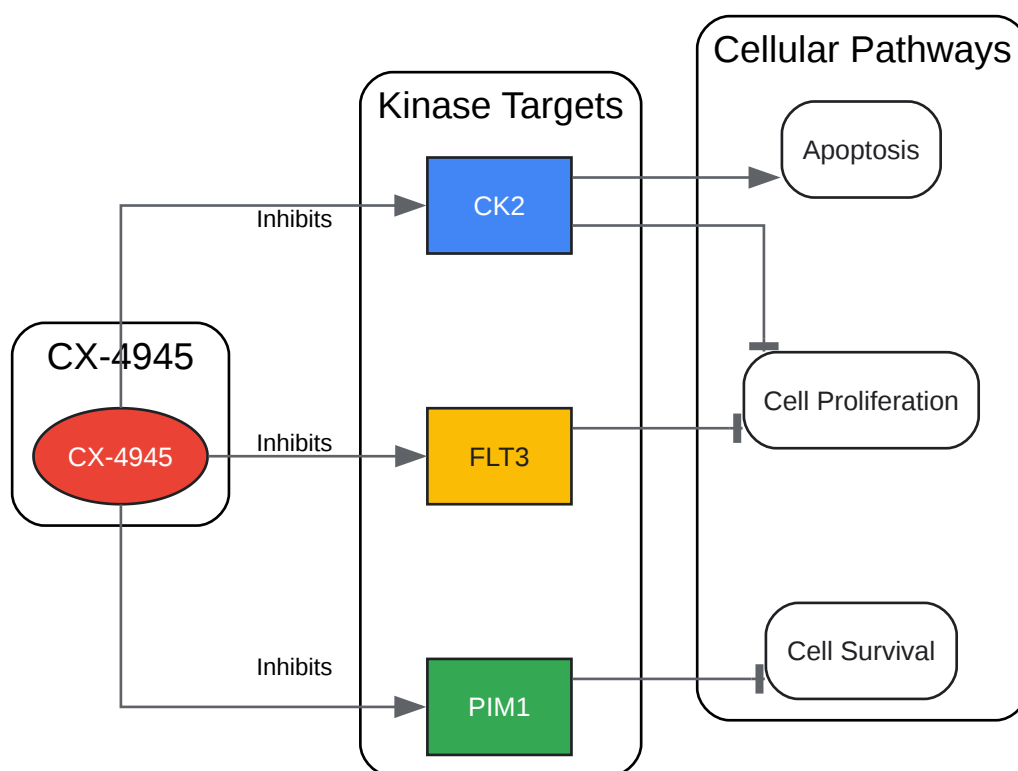 Cellular Pathways
Kinase Targets
Apoptosis
CK2
Inhibits
CX-4945
Cell Proliferation
Inhibits
CX-4945
FLT3
Cell Survival
Inhibits
PIM1